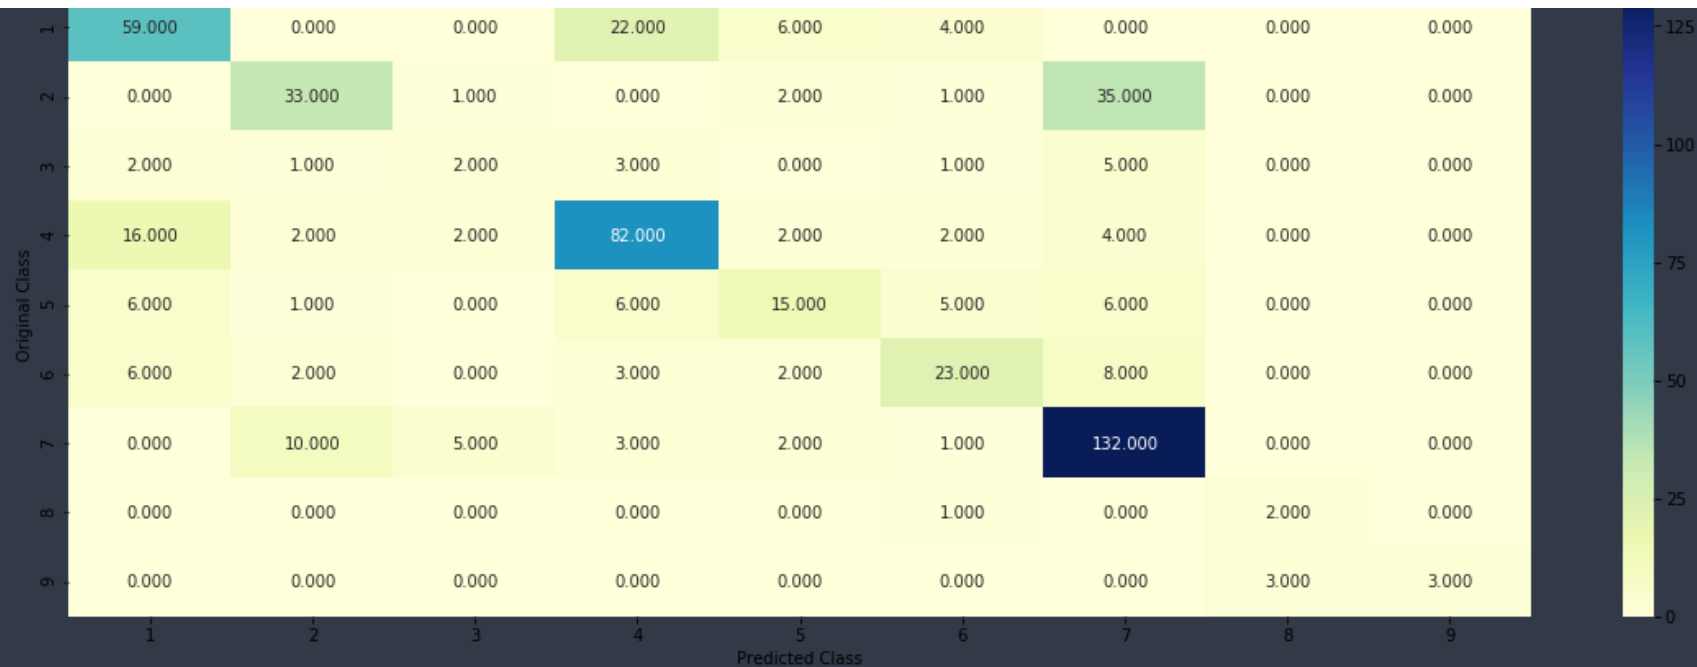 1 59.000 0.000 0.000 22.000 6.000 4.000 0.000 0.000 0.000
2 0.000 33.000 1.000 0.000 2.000 1.000 35.000 0.000 0.000
3 2.000 1.000 2.000 3.000 0.000 1.000 5.000 0.000 0.000
4 16.000 2.000 2.000 82.000 2.000 2.000 4.000 0.000 0.000
5 6.000 1.000 0.000 6.000 15.000 5.000 6.000 0.000 0.000
6 6.000 2.000 0.000 3.000 2.000 23.000 8.000 0.000 0.000
7 0.000 10.000 5.000 3.000 2.000 1.000 132.000 0.000 0.000
8 0.000 0.000 0.000 0.000 0.000 1.000 0.000 2.000 0.000
9 0.000 0.000 0.000 0.000 0.000 0.000 0.000 3.000 3.000
1 2 3 4 5 6 7 8 9
Predicted Class
Original Class
125
100
75
50
25
0